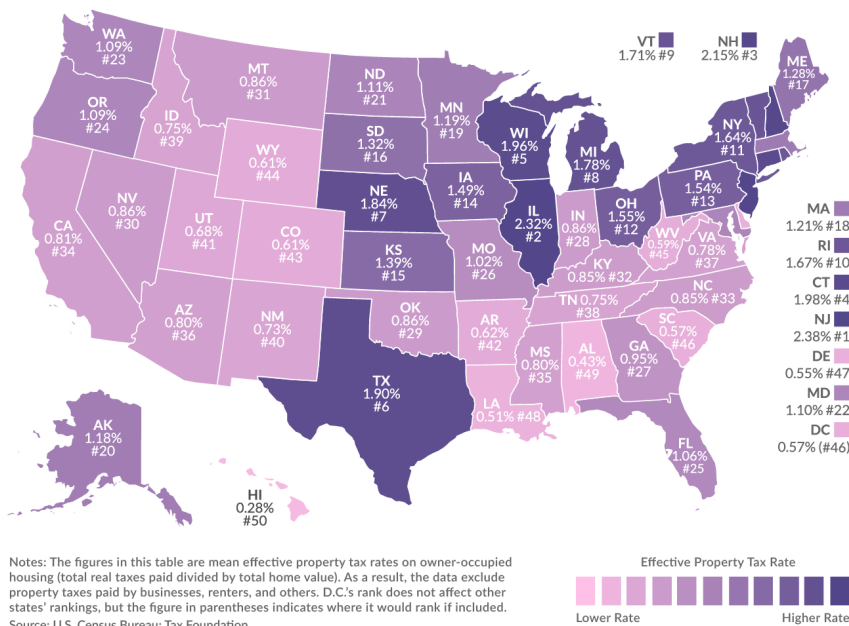 WA
1.09%
#23
MT
0.86%
#31
ND
1.11%
#21
MN
1.19%
#19
VT
1.71% #9
NH
2.15% #3
ME
1.28%
#17
OR
1.09%
#24
ID
0.75%
#39
WY
0.61%
#44
SD
1.32%
#16
WI
1.96%
#5
MI
1.78%
#8
NY
1.64%
#11
NE
1.84%
#7
IA
1.49%
#14
IL
2.32%
#2
IN
0.86%
#28
OH
1.55%
#12
PA
1.54%
#13
CA
0.81%
#34
NV
0.86%
#30
UT
0.68%
#41
CO
0.61%
#43
KS
1.39%
#15
MO
1.02%
#26
KY
0.85% #32
WV
0.59%
#45
VA
0.78%
#37
MA
1.21% #18
RI
1.67% #10
CT
1.98% #4
NJ
2.38% #1
DE
0.55% #47
MD
1.10% #22
DC
0.57% (#46)
AZ
0.80%
#36
NM
0.73%
#40
OK
0.86%
#29
AR
0.62%
#42
TN 0.75%
#38
NC
0.85% #33
SC
0.57%
#46
TX
1.90%
#6
LA
0.51% #48
MS
0.80%
#35
AL
0.43%
#49
GA
0.95%
#27
FL
1.06%
#25
AK
1.18%
#20
HI
0.28%
#50
Notes: The figures in this table are mean effective property tax rates on owner-occupied
housing (total real taxes paid divided by total home value). As a result, the data exclude
property taxes paid by businesses, renters, and others. D.C.'s rank does not affect other
states' rankings, but the figure in parentheses indicates where it would rank if included.
Source: U.S. Census Bureau; Tax Foundation
Effective Property Tax Rate
Lower Rate
Higher Rate